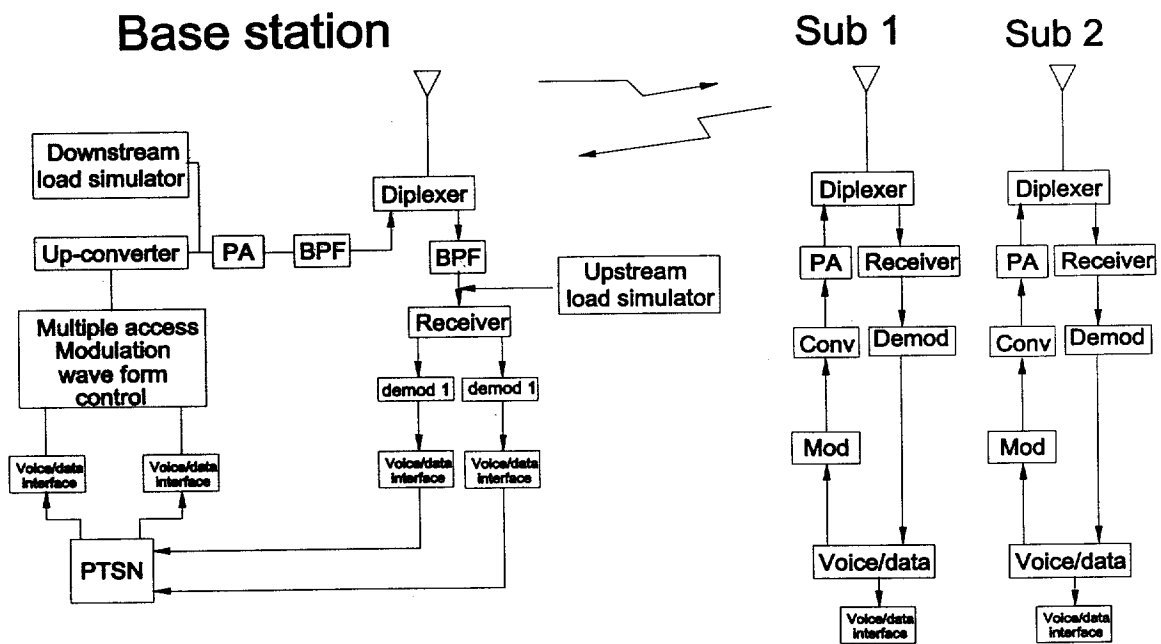 Base station
Sub 1
Sub 2
Downstream
load simulator
Diplexer
Up-converter
PA
BPF
BPF
Upstream
load simulator
Multiple access
Modulation
wave form
control
Receiver
demod 1
demod 1
Voice/data
interface
Voice/data
interface
Voice/data
interface
Voice/data
interface
PTSN
Diplexer
PA
Receiver
Conv
Demod
Mod
Voice/data
Voice/data
interface
Diplexer
PA
Receiver
Conv
Demod
Mod
Voice/data
Voice/data
interface